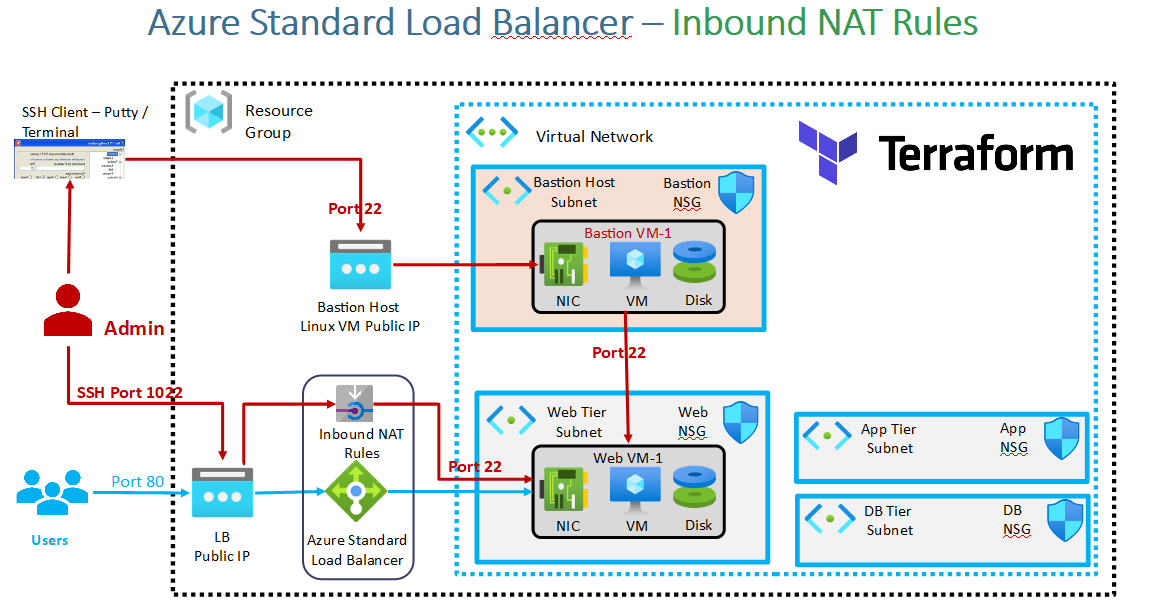 Azure Standard Load Balancer – Inbound NAT Rules
SSH Client – Putty /
Terminal
Resource
Group
Virtual Network
Terraform
Bastion Host
Subnet
Bastion
NSG
Port 22
Bastion VM-1
NIC
VM
Disk
Bastion Host
Linux VM Public IP
Admin
Port 22
SSH Port 1022
Inbound NAT
Rules
Port 22
Web Tier
Subnet
Web
NSG
Web VM-1
NIC
VM
Disk
App Tier
Subnet
App
NSG
Port 80
Users
LB
Public IP
Azure Standard
Load Balancer
DB Tier
Subnet
DB
NSG